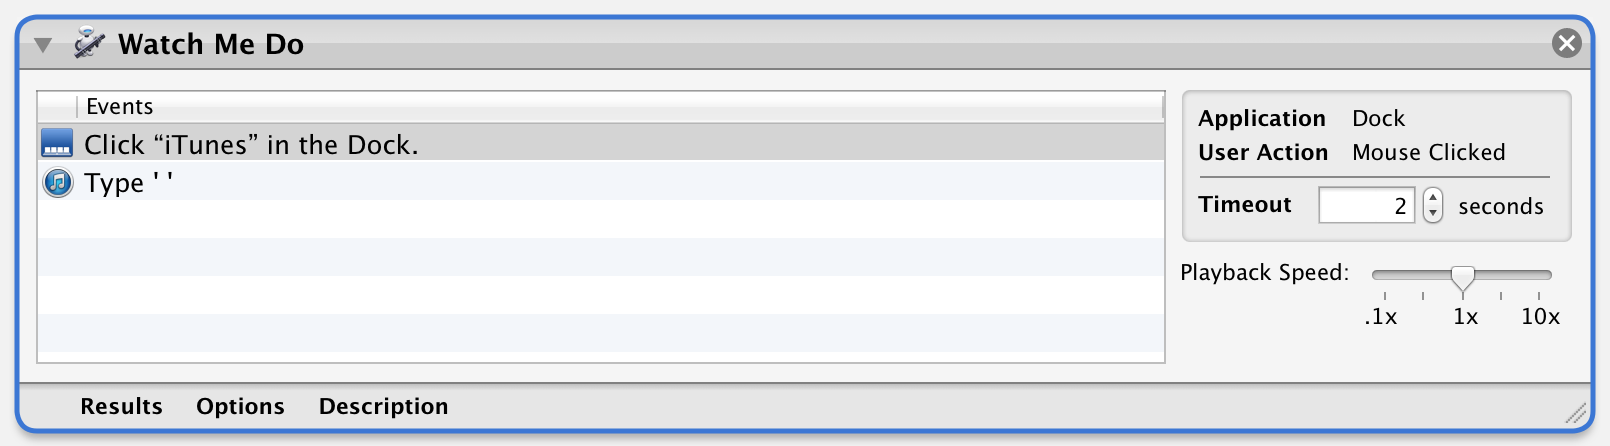 Watch Me Do
Events
Click “iTunes” in the Dock.
Type ' '
Application Dock
User Action Mouse Clicked
Timeout 2 seconds
Playback Speed:
.1x 1x 10x
Results Options Description